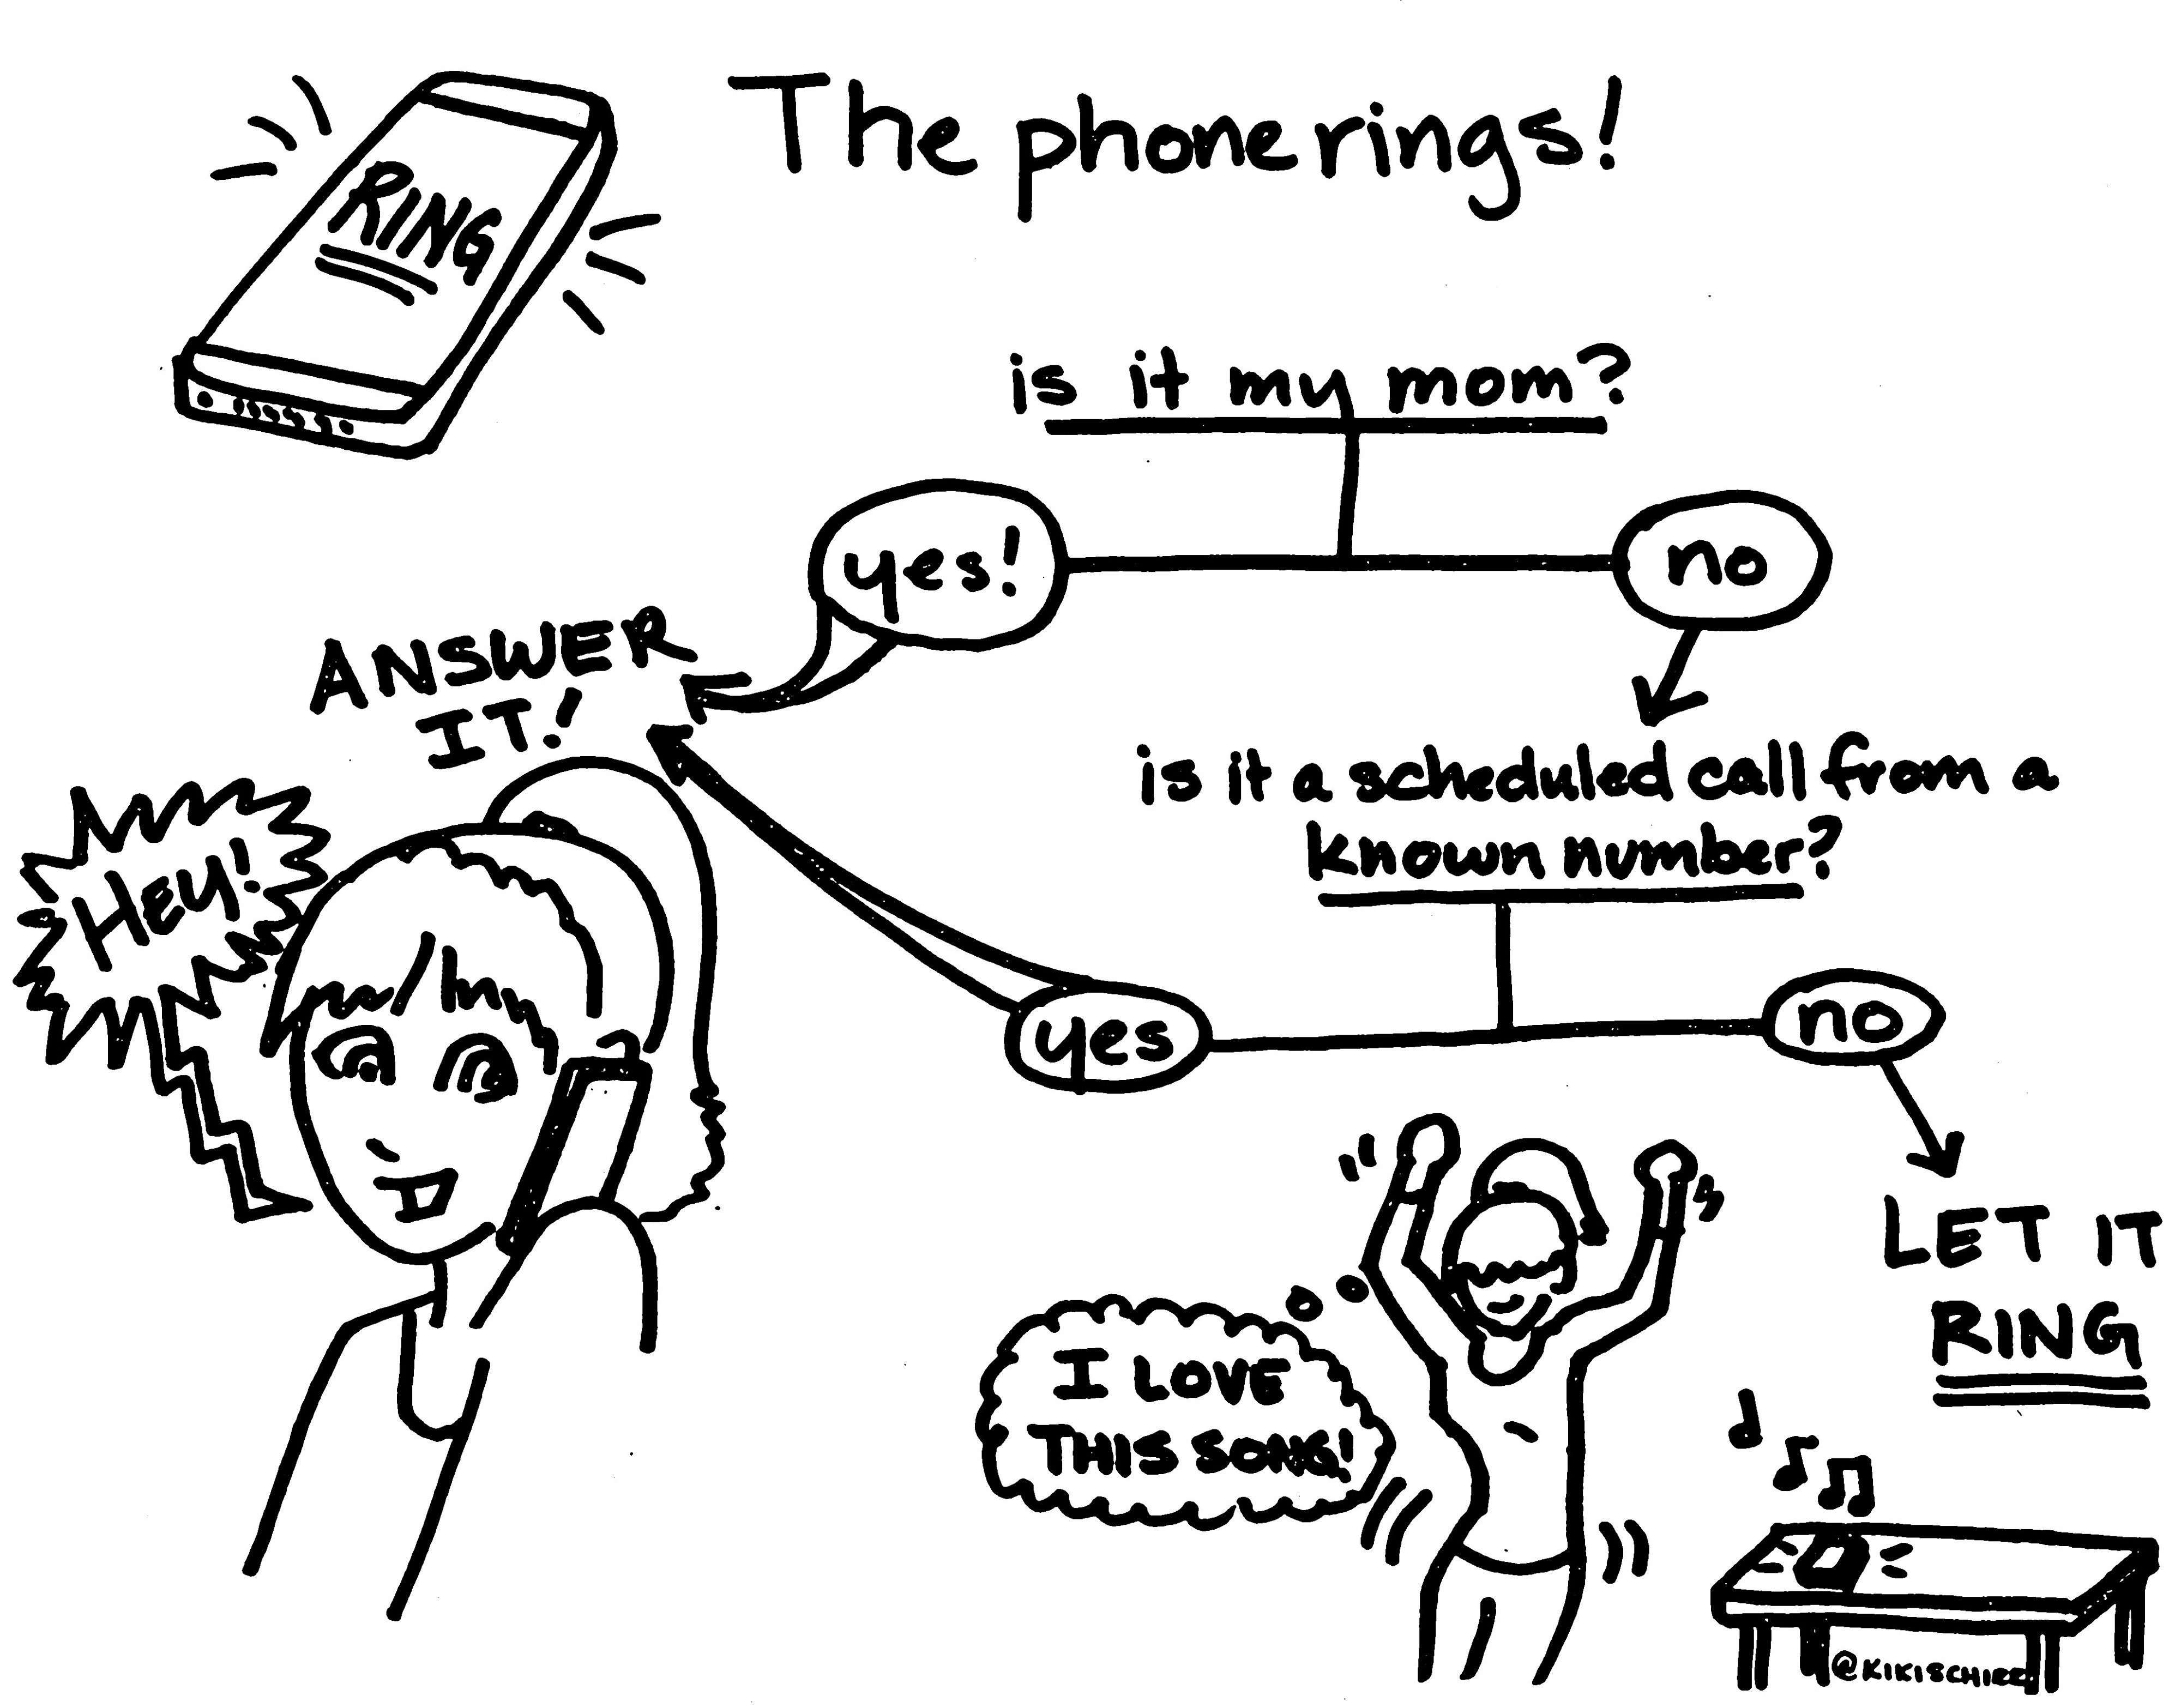 The phone rings!
RING
is it my mom?
yes!
no
ANSWER
IT!
is it a scheduled call from a
known number?
HEY!
yes
no
LET IT
RING
I LOVE
THIS SONG!